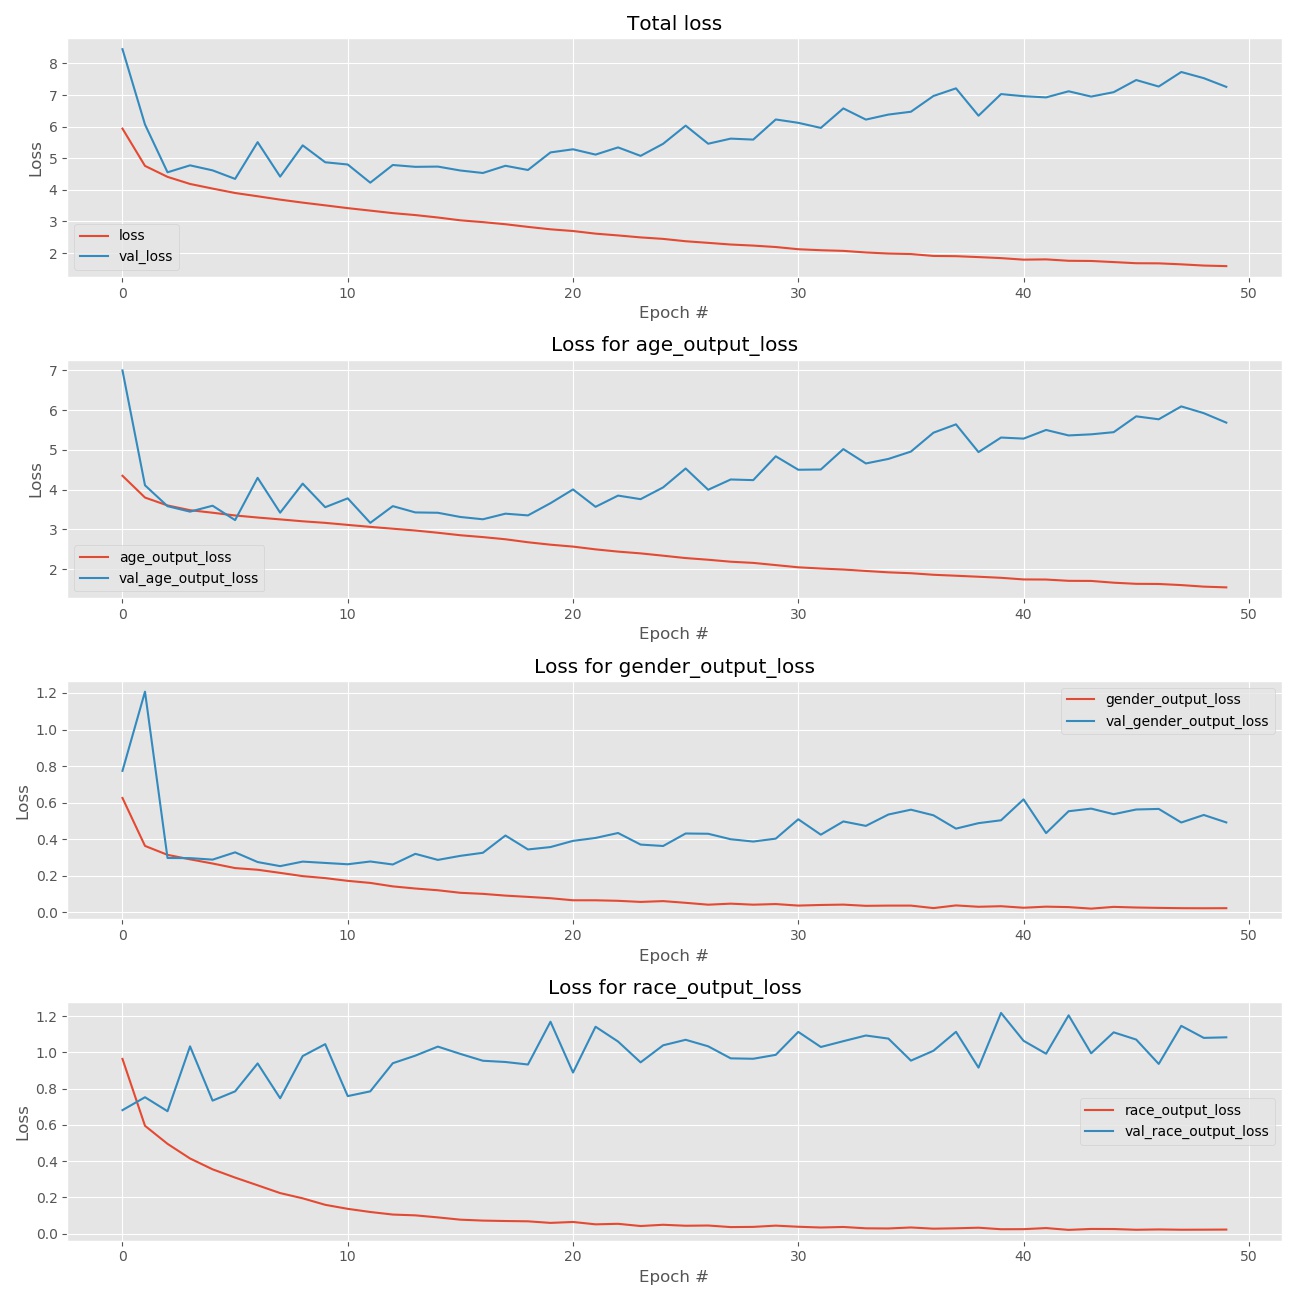 Total loss
8
7
6
5
4
3
2
Loss
loss
val_loss
0 10 20 30 40 50
Epoch #
Loss for age_output_loss
7
6
5
4
3
2
Loss
age_output_loss
val_age_output_loss
0 10 20 30 40 50
Epoch #
Loss for gender_output_loss
1.2
1.0
0.8
0.6
0.4
0.2
0.0
Loss
gender_output_loss
val_gender_output_loss
0 10 20 30 40 50
Epoch #
Loss for race_output_loss
1.2
1.0
0.8
0.6
0.4
0.2
0.0
Loss
race_output_loss
val_race_output_loss
0 10 20 30 40 50
Epoch #